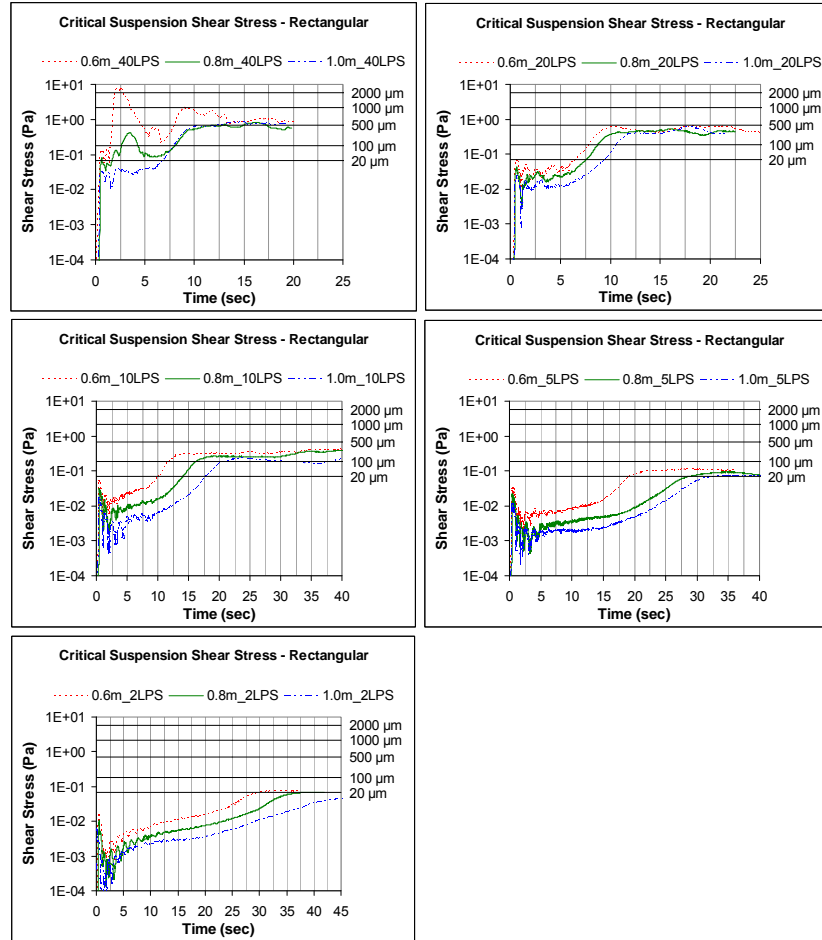 Critical Suspension Shear Stress - Rectangular
0.6m_40LPS 0.8m_40LPS 1.0m_40LPS
Shear Stress (Pa)
1E+01
1E+00
1E-01
1E-02
1E-03
1E-04
2000 µm
1000 µm
500 µm
100 µm
20 µm
0 5 10 15 20 25
Time (sec)
Critical Suspension Shear Stress - Rectangular
0.6m_20LPS 0.8m_20LPS 1.0m_20LPS
Shear Stress (Pa)
1E+01
1E+00
1E-01
1E-02
1E-03
1E-04
2000 µm
1000 µm
500 µm
100 µm
20 µm
0 5 10 15 20 25
Time (sec)
Critical Suspension Shear Stress - Rectangular
0.6m_10LPS 0.8m_10LPS 1.0m_10LPS
Shear Stress (Pa)
1E+01
1E+00
1E-01
1E-02
1E-03
1E-04
2000 µm
1000 µm
500 µm
100 µm
20 µm
0 5 10 15 20 25 30 35 40
Time (sec)
Critical Suspension Shear Stress - Rectangular
0.6m_5LPS 0.8m_5LPS 1.0m_5LPS
Shear Stress (Pa)
1E+01
1E+00
1E-01
1E-02
1E-03
1E-04
2000 µm
1000 µm
500 µm
100 µm
20 µm
0 5 10 15 20 25 30 35 40
Time (sec)
Critical Suspension Shear Stress - Rectangular
0.6m_2LPS 0.8m_2LPS 1.0m_2LPS
Shear Stress (Pa)
1E+01
1E+00
1E-01
1E-02
1E-03
1E-04
2000 µm
1000 µm
500 µm
100 µm
20 µm
0 5 10 15 20 25 30 35 40 45
Time (sec)